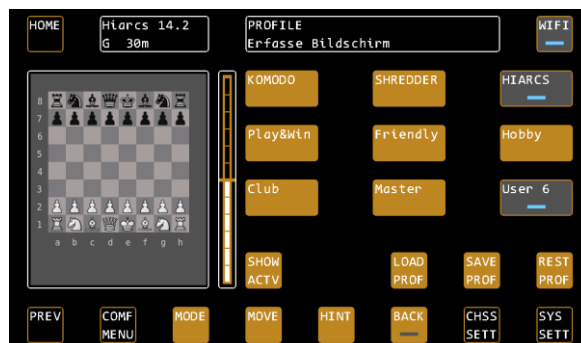 HOME
Hiarcs 14.2
G 30m
PROFILE
Erfasse Bildschirm
WIFI
KOMODO
SHREDDER
HIARCS
Play&Win
Friendly
Hobby
Club
Master
User 6
8
7
6
5
4
3
2
1
a b c d e f g h
SHOW
ACTV
LOAD
PROF
SAVE
PROF
REST
PROF
PREV
COMF
MENU
MODE
MOVE
HINT
BACK
CHSS
SETT
SYS
SETT